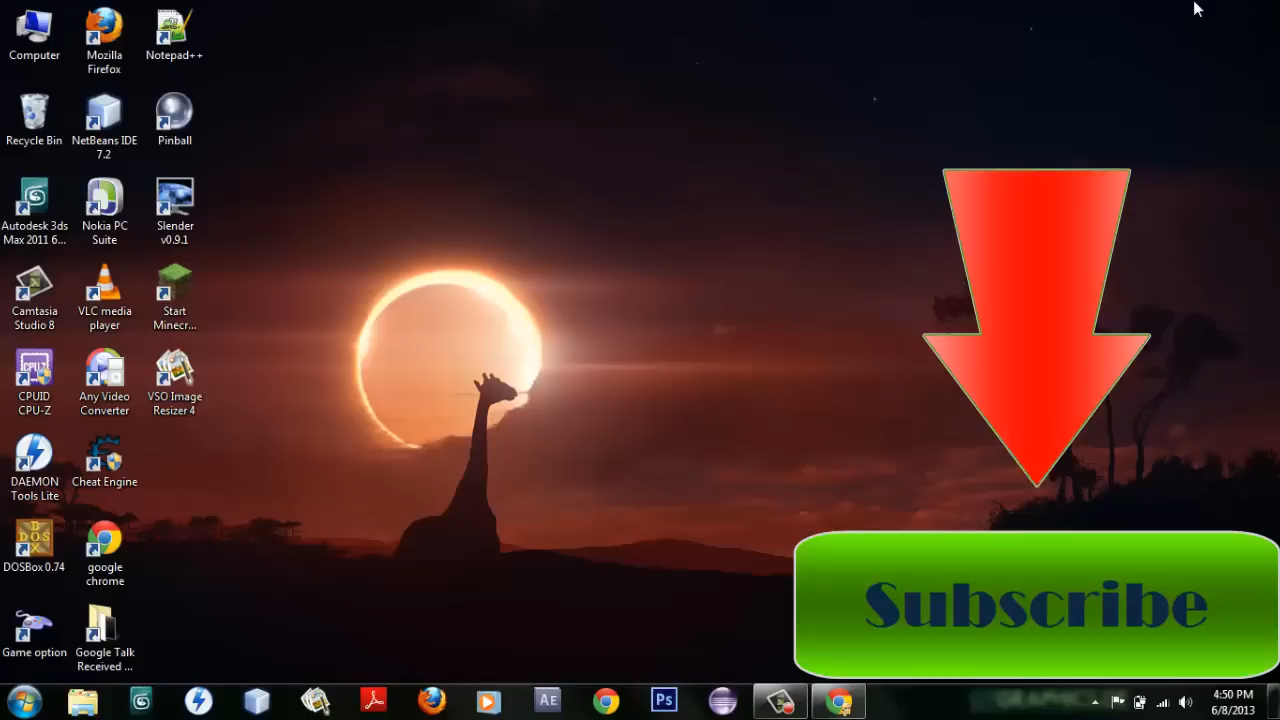 Computer
Mozilla
Firefox
Notepad++
Recycle Bin
NetBeans IDE
7.2
Pinball
Autodesk 3ds
Max 2011 6...
Nokia PC
Suite
Slender
v0.9.1
Camtasia
Studio 8
VLC media
player
Start
Minecr...
CPUID
CPU-Z
Any Video
Converter
VSO Image
Resizer 4
DAEMON
Tools Lite
Cheat Engine
DOSBox 0.74
google
chrome
Game option
Google Talk
Received ...
Subscribe
AE
Ps
4:50 PM
6/8/2013